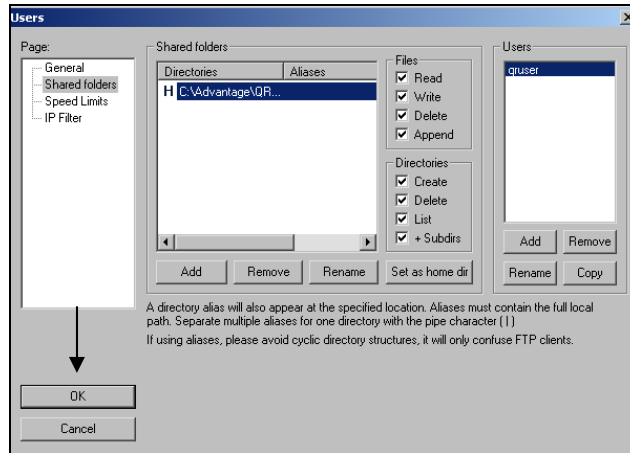 Users
Page:
General
Shared folders
Speed Limits
IP Filter
OK
Cancel
Shared folders
Directories Aliases
H C:\Advantage\QR...
Files
Read
Write
Delete
Append
Directories
Create
Delete
List
+ Subdirs
Add Remove Rename Set as home dir
A directory alias will also appear at the specified location. Aliases must contain the full local
path. Separate multiple aliases for one directory with the pipe character ( | )
If using aliases, please avoid cyclic directory structures, it will only confuse FTP clients.
Users
qruser
Add Remove
Rename Copy